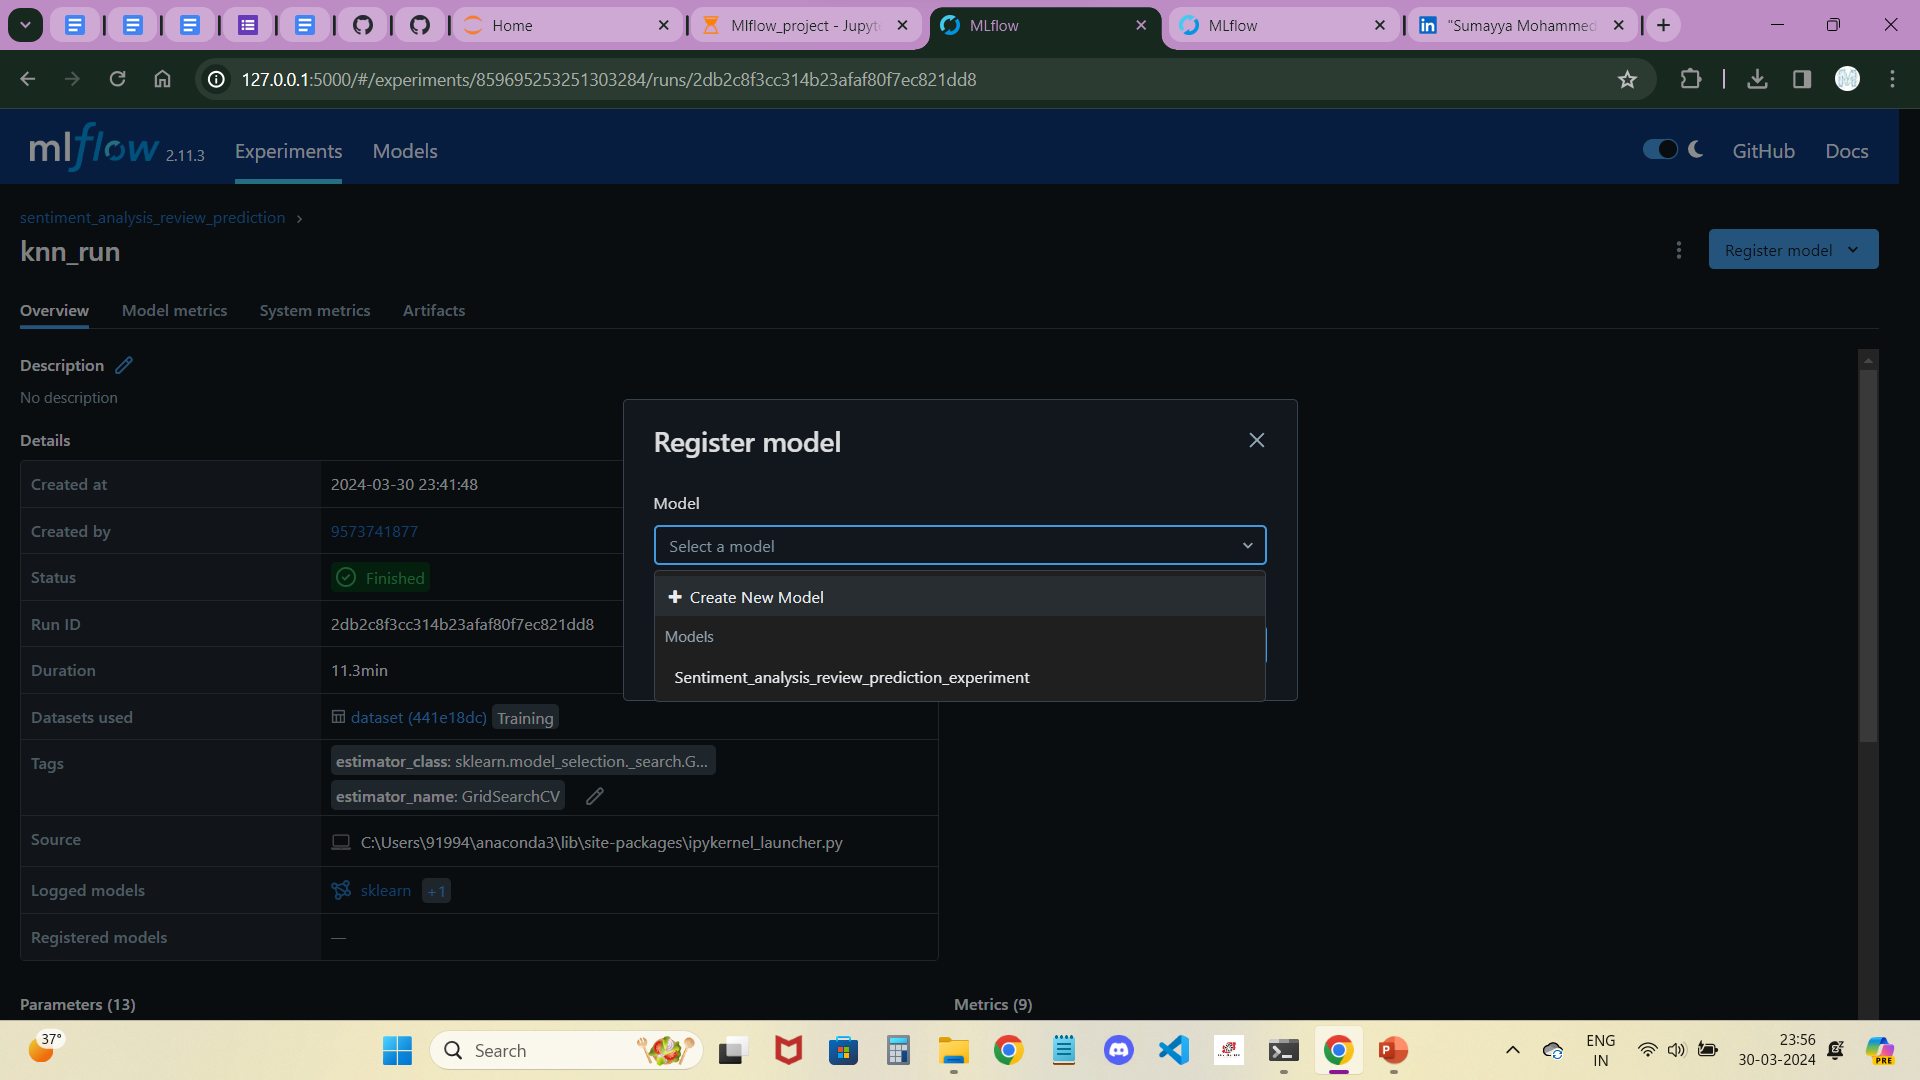 Home
Mlflow_project - Jupyte
MLflow
MLflow
"Sumayya Mohammed
127.0.0.1:5000/#/experiments/859695253251303284/runs/2db2c8f3cc314b23afaf80f7ec821dd8
mlflow 2.11.3
Experiments
Models
GitHub
Docs
sentiment_analysis_review_prediction
knn_run
Register model
Overview
Model metrics
System metrics
Artifacts
Description
No description
Details
Created at 2024-03-30 23:41:48
Created by 9573741877
Status Finished
Run ID 2db2c8f3cc314b23afaf80f7ec821dd8
Duration 11.3min
Datasets used dataset (441e18dc) Training
Tags estimator_class: sklearn.model_selection._search.G...
estimator_name: GridSearchCV
Source C:\Users\91994\anaconda3\lib\site-packages\ipykernel_launcher.py
Logged models sklearn +1
Registered models —
Register model
Model
Select a model
+ Create New Model
Models
Sentiment_analysis_review_prediction_experiment
Parameters (13)
Metrics (9)
37°
Search
ENG
IN
23:56
30-03-2024
PRE